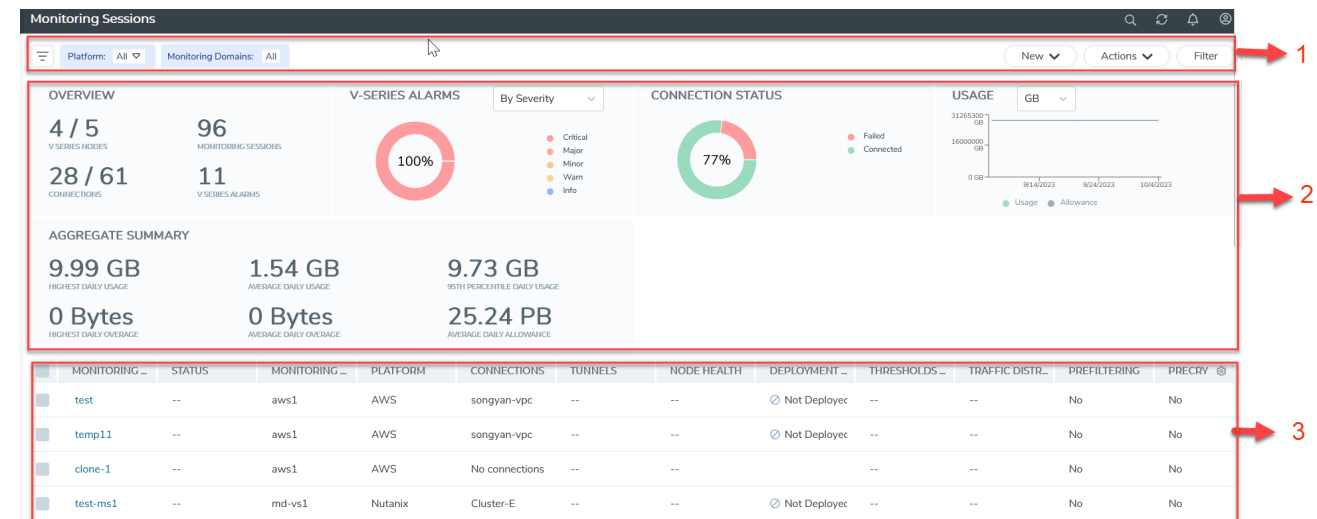 Monitoring Sessions
Platform: All Monitoring Domains: All New Actions Filter
1
OVERVIEW V-SERIES ALARMS By Severity CONNECTION STATUS USAGE GB
4 / 5 96
V SERIES NODES MONITORING SESSIONS
28 / 61 11
CONNECTIONS V SERIES ALARMS
100%
Critical
Major
Minor
Warn
Info
77%
Failed
Connected
31265300
GB
16000000
GB
0 GB
9/14/2023 9/24/2023 10/4/2023
Usage Allowance
2
AGGREGATE SUMMARY
9.99 GB 1.54 GB 9.73 GB
HIGHEST DAILY USAGE AVERAGE DAILY USAGE 95TH PERCENTILE DAILY USAGE
0 Bytes 0 Bytes 25.24 PB
HIGHEST DAILY OVERAGE AVERAGE DAILY OVERAGE AVERAGE DAILY ALLOWANCE
MONITORING ... STATUS MONITORING ... PLATFORM CONNECTIONS TUNNELS NODE HEALTH DEPLOYMENT ... THRESHOLDS ... TRAFFIC DISTR... PREFILTERING PRECRY
test -- aws1 AWS songyan-vpc -- -- Not Deployec -- -- No No
temp11 -- aws1 AWS songyan-vpc -- -- Not Deployec -- -- No No
3
clone-1 -- aws1 AWS No connections -- -- -- -- No No
test-ms1 -- md-vs1 Nutanix Cluster-E -- -- Not Deployec -- -- No No